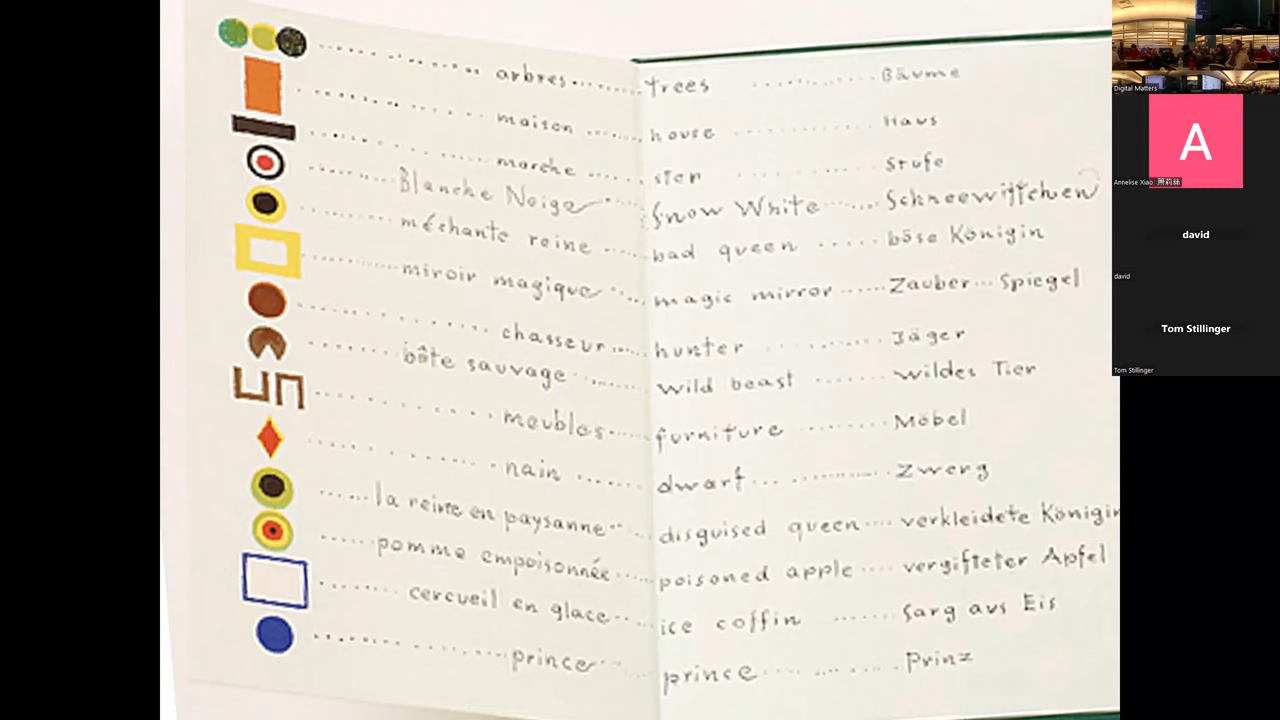 arbres trees Bäume
maison house Haus
marche step Stufe
Blanche Neige Snow White Schneewittchen
méchante reine bad queen böse Königin
miroir magique magic mirror Zauber Spiegel
chasseur hunter Jäger
bête sauvage wild beast wildes Tier
meubles furniture Möbel
nain dwarf Zwerg
la reine en paysanne disguised queen verkleidete Königin
pomme empoisonnée poisoned apple vergifteter Apfel
cercueil en glace ice coffin Sarg aus Eis
prince prince Prinz
Digital Matters
A
Annelise Xiao 萧莉絲
david
david
Tom Stillinger
Tom Stillinger